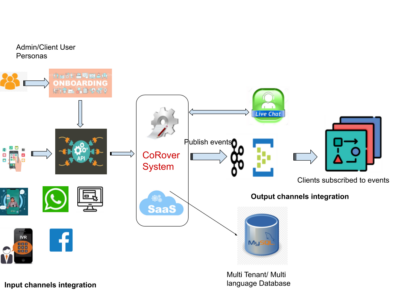 Admin/Client User
Personas
ONBOARDING
Live Chat
API
Publish events
CoRover
System
SaaS
Clients subscribed to events
Output channels integration
IVR
MySQL
Multi Tenant/ Multi
language Database
Input channels integration